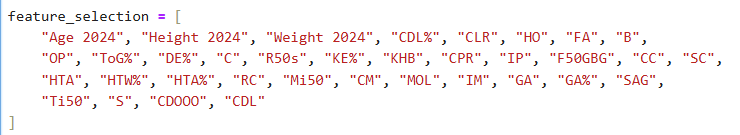 feature_selection = [
"Age 2024", "Height 2024", "Weight 2024", "CDL%", "CLR", "HO", "FA", "B",
"OP", "ToG%", "DE%", "C", "R50s", "KE%", "KHB", "CPR", "IP", "F50GBG", "CC", "SC",
"HTA", "HTW%", "HTA%", "RC", "Mi50", "CM", "MOL", "IM", "GA", "GA%", "SAG",
"Ti50", "S", "CDOOO", "CDL"
]